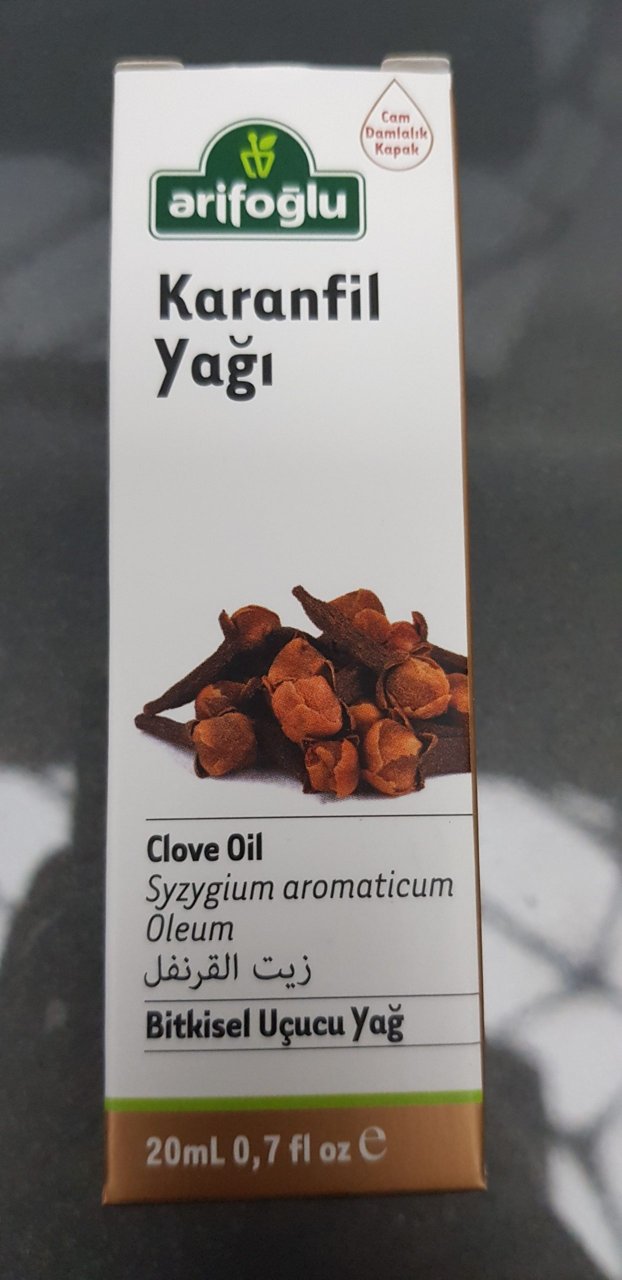 Cam
Damlalık
Kapak
arifoğlu
Karanfil
Yağı
Clove Oil
Syzygium aromaticum
Oleum
زيت القرنفل
Bitkisel Uçucu Yağ
20mL 0,7 fl oz ℮